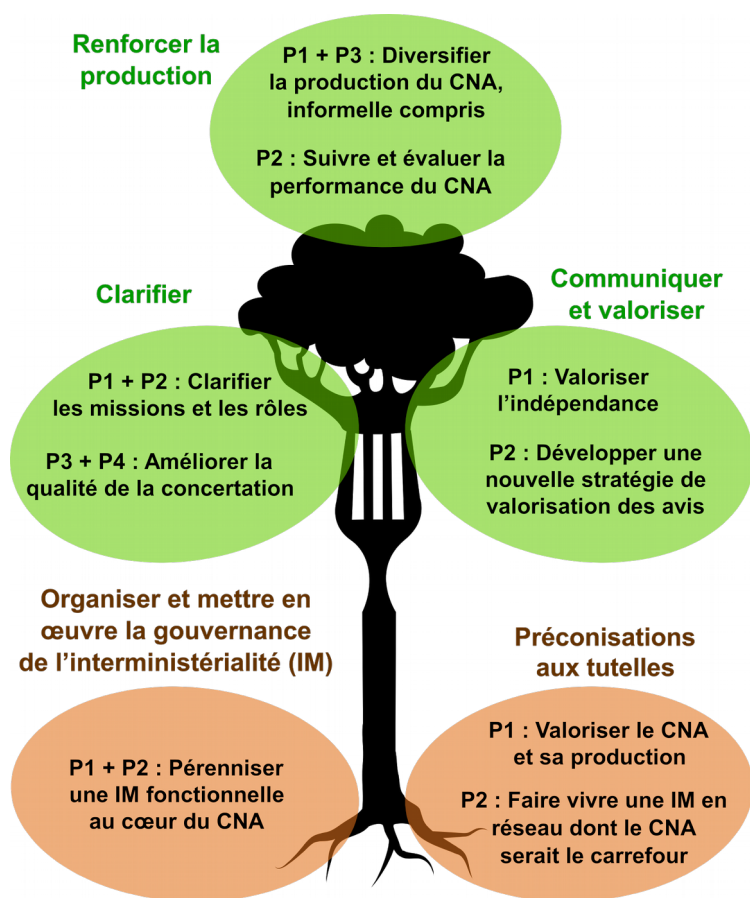 Renforcer la
production
P1 + P3 : Diversifier
la production du CNA,
informelle compris
P2 : Suivre et évaluer la
performance du CNA
Clarifier
P1 + P2 : Clarifier
les missions et les rôles
P3 + P4 : Améliorer la
qualité de la concertation
Communiquer
et valoriser
P1 : Valoriser
l’indépendance
P2 : Développer une
nouvelle stratégie de
valorisation des avis
Organiser et mettre en
œuvre la gouvernance
de l’interministérialité (IM)
P1 + P2 : Pérenniser
une IM fonctionnelle
au cœur du CNA
Préconisations
aux tutelles
P1 : Valoriser le CNA
et sa production
P2 : Faire vivre une IM en
réseau dont le CNA
serait le carrefour